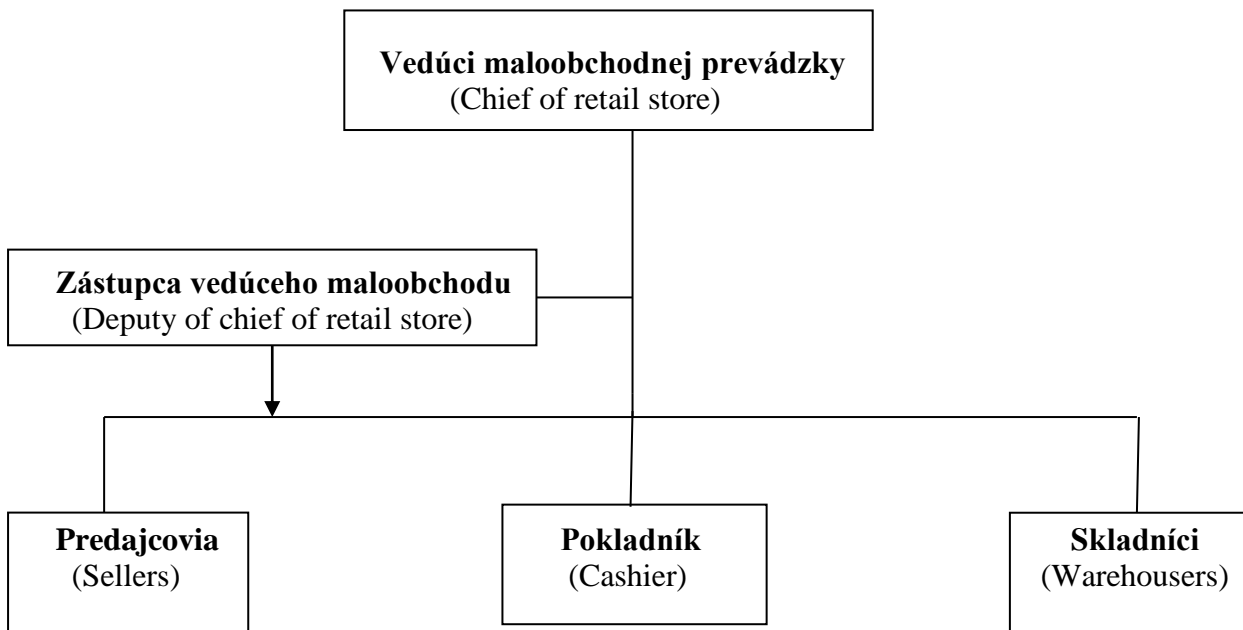 Vedúci maloobchodnej prevádzky
(Chief of retail store)
Zástupca vedúceho maloobchodu
(Deputy of chief of retail store)
Predajcovia
(Sellers)
Pokladník
(Cashier)
Skladníci
(Warehousers)